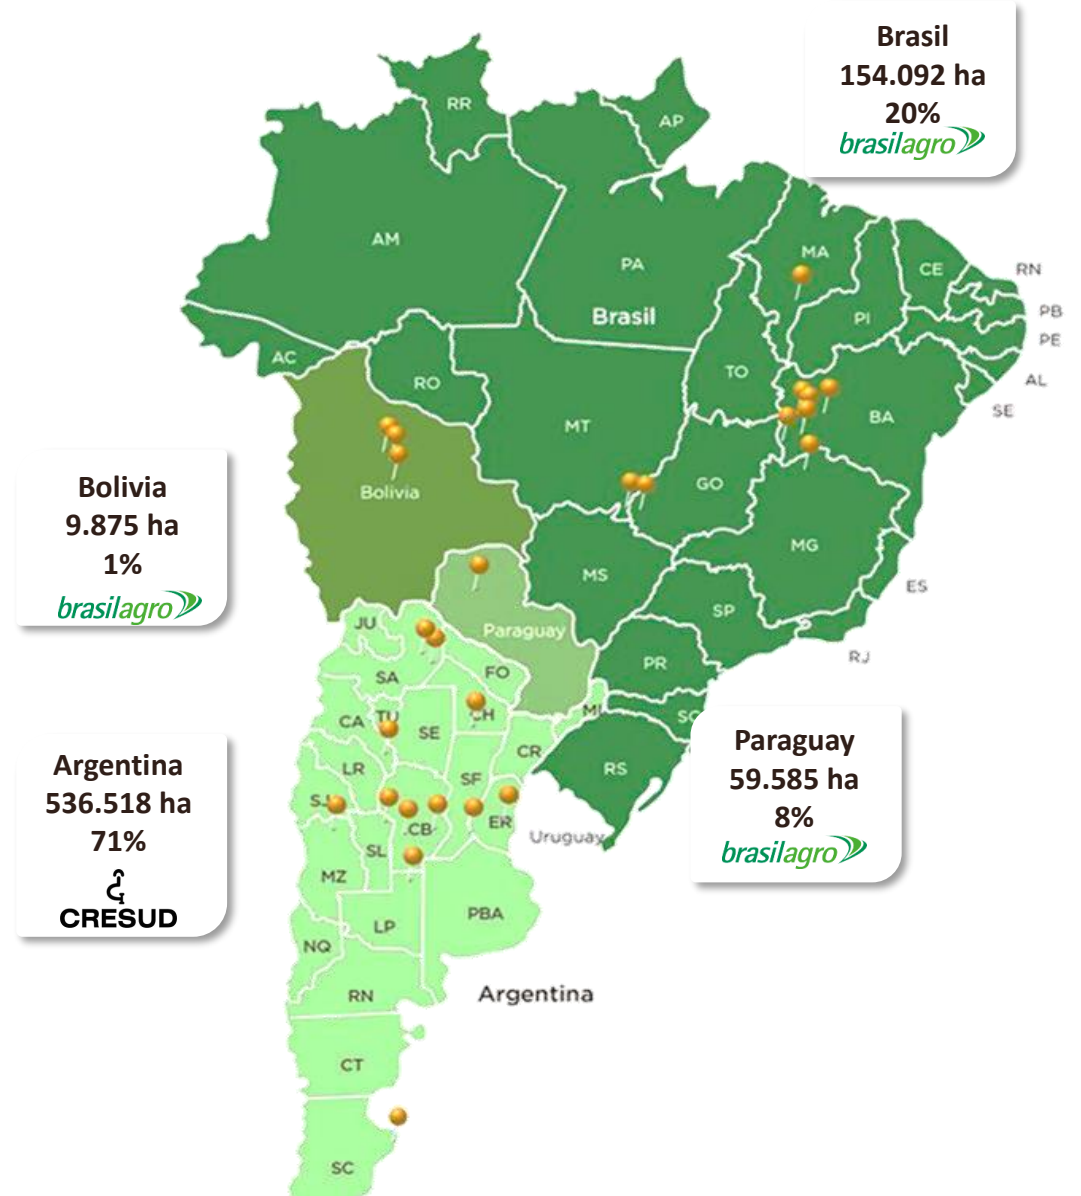 Brasil
154.092 ha
20%
brasilagro
RR
AP
AM
PA
MA
CE
RN
Brasil
PI
PB
PE
AC
RO
TO
AL
BA
SE
MT
Bolivia
9.875 ha
1%
brasilagro
Bolivia
GO
MG
MS
ES
SP
JU
Paraguay
RJ
PR
SA
FO
CA
TU
SE
CH
MI
SC
Argentina
536.518 ha
71%
CRESUD
LR
SF
CR
RS
Paraguay
59.585 ha
8%
brasilagro
SJ
CB
ER
Uruguay
SL
MZ
LP
PBA
NQ
RN
Argentina
CT
SC